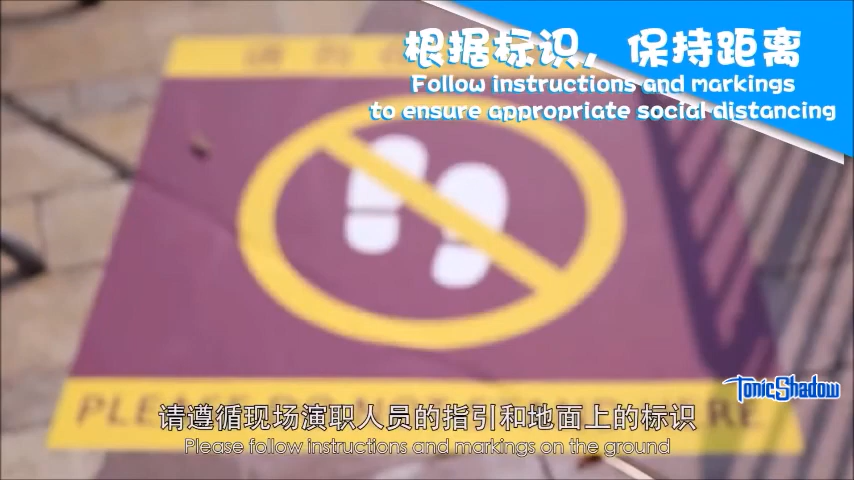 根据标识，保持距离
Follow instructions and markings
to ensure appropriate social distancing
TonicShadow
请遵循现场演职人员的指引和地面上的标识
Please follow instructions and markings on the ground